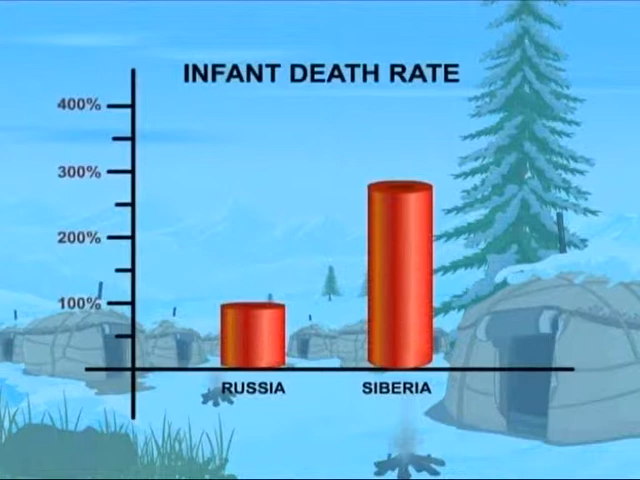 INFANT DEATH RATE
400%
300%
200%
100%
RUSSIA SIBERIA